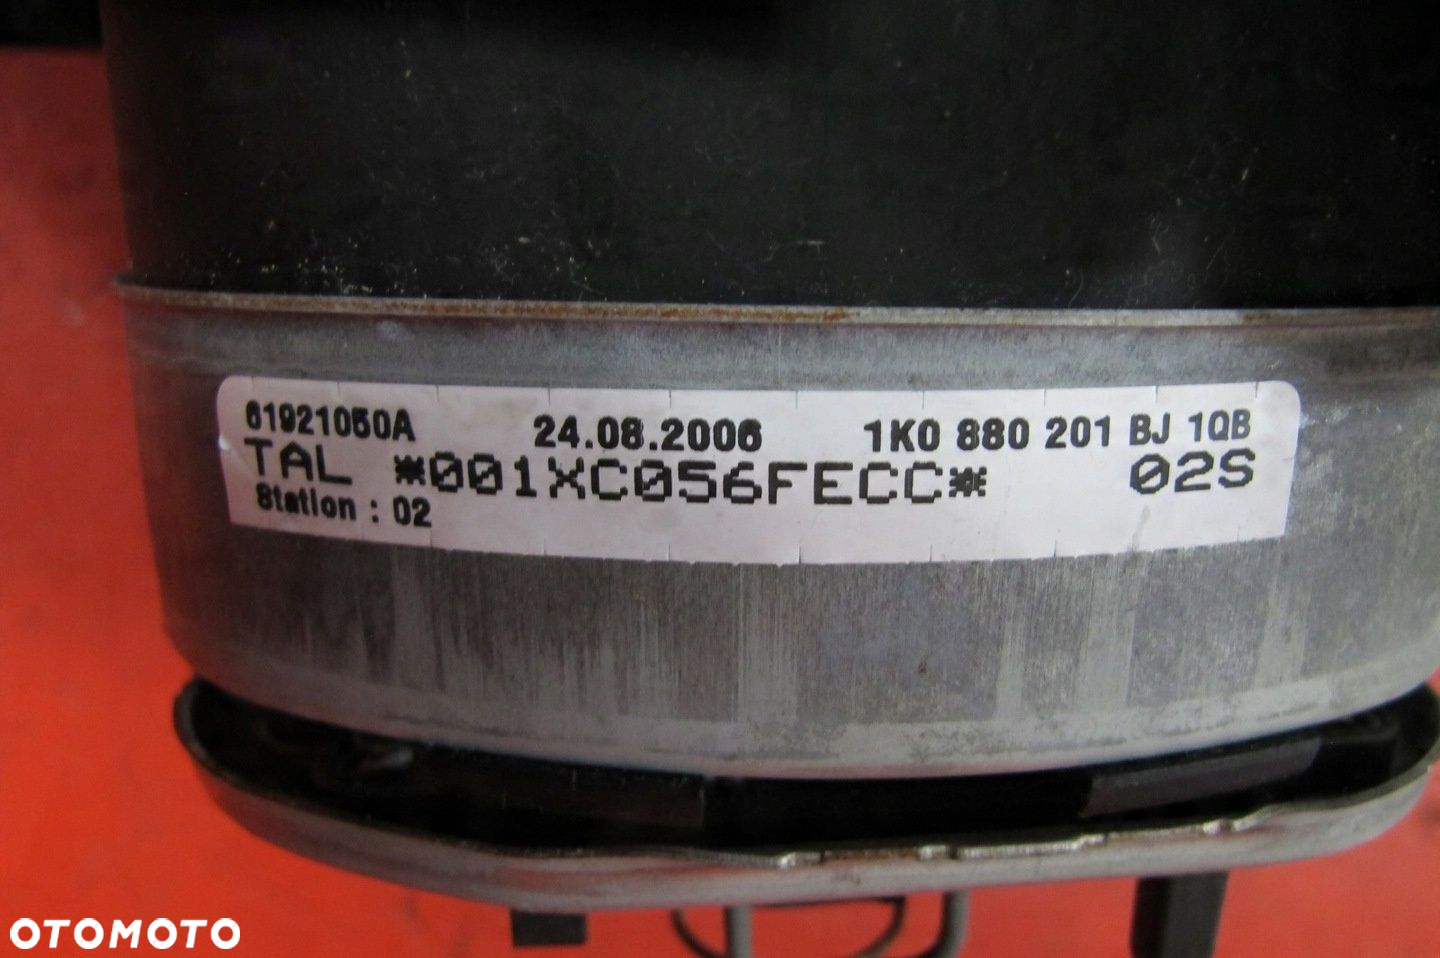 61921050A 24.08.2006 1K0 880 201 BJ 1QB
TAL *001XC056FECC* 02S
Station : 02
OTOMOTO